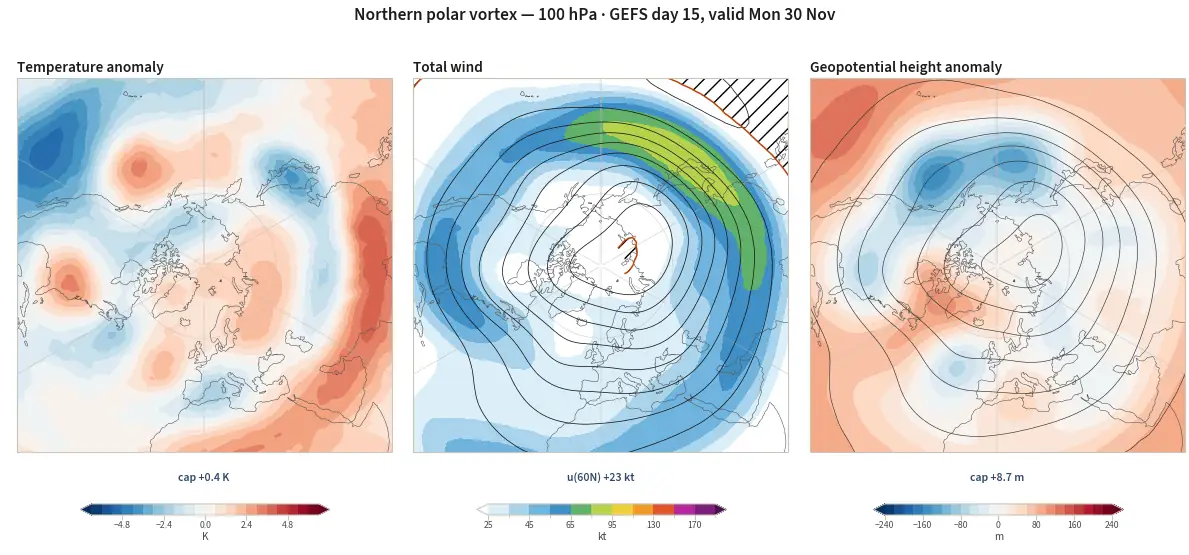 Northern polar vortex — 100 hPa · GEFS day 15, valid Mon 30 Nov
Temperature anomaly
Total wind
Geopotential height anomaly
cap +0.4 K
u(60N) +23 kt
cap +8.7 m
−4.8 −2.4 0.0 2.4 4.8
K
25 45 65 90 130 170
kt
−240 −160 −80 0 80 160 240
m